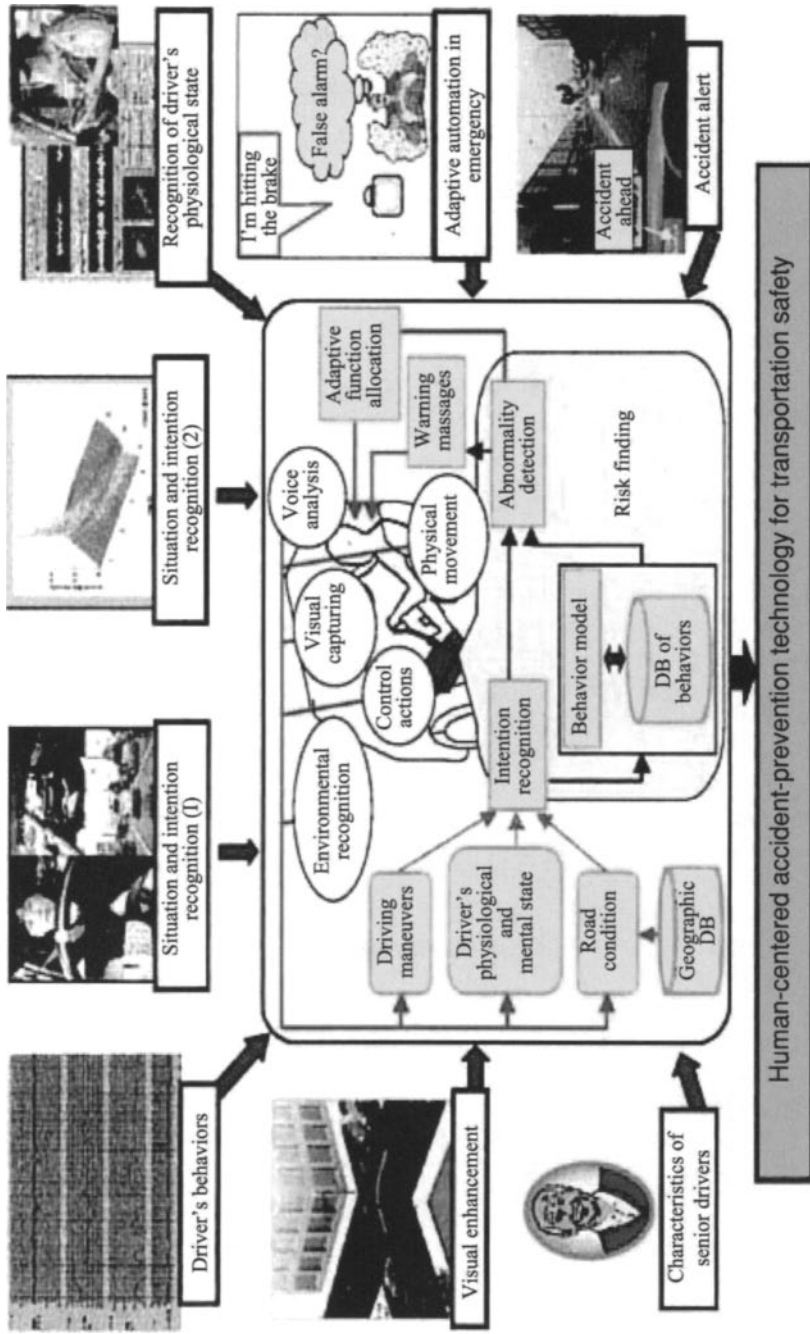 Driver's behaviors
Situation and intention
recognition (1)
Situation and intention
recognition (2)
Recognition of driver's
physiological state
Visual enhancement
Characteristics of
senior drivers
Environmental
recognition
Visual
capturing
Voice
analysis
Control
actions
Physical
movement
Adaptive
function
allocation
Warning
massages
Driving
maneuvers
Driver's
physiological
and
mental state
Road
condition
Geographic
DB
Intention
recognition
Abnormality
detection
Behavior model
DB of
behaviors
Risk finding
I'm hitting
the brake
False alarm?
Adaptive automation in
emergency
Accident
ahead
Accident alert
Human-centered accident-prevention technology for transportation safety